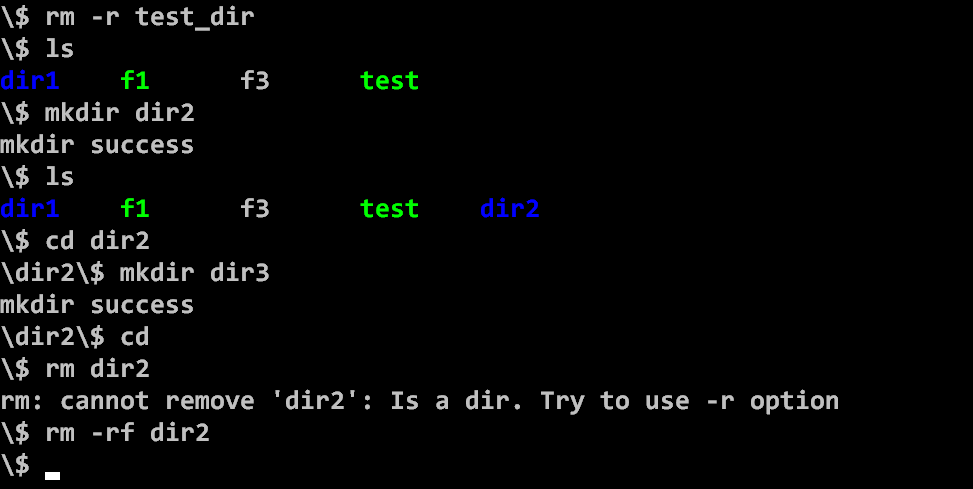 \$ rm -r test_dir
\$ ls
dir1    f1      f3      test
\$ mkdir dir2
mkdir success
\$ ls
dir1    f1      f3      test    dir2
\$ cd dir2
\dir2\$ mkdir dir3
mkdir success
\dir2\$ cd
\$ rm dir2
rm: cannot remove 'dir2': Is a dir. Try to use -r option
\$ rm -rf dir2
\$